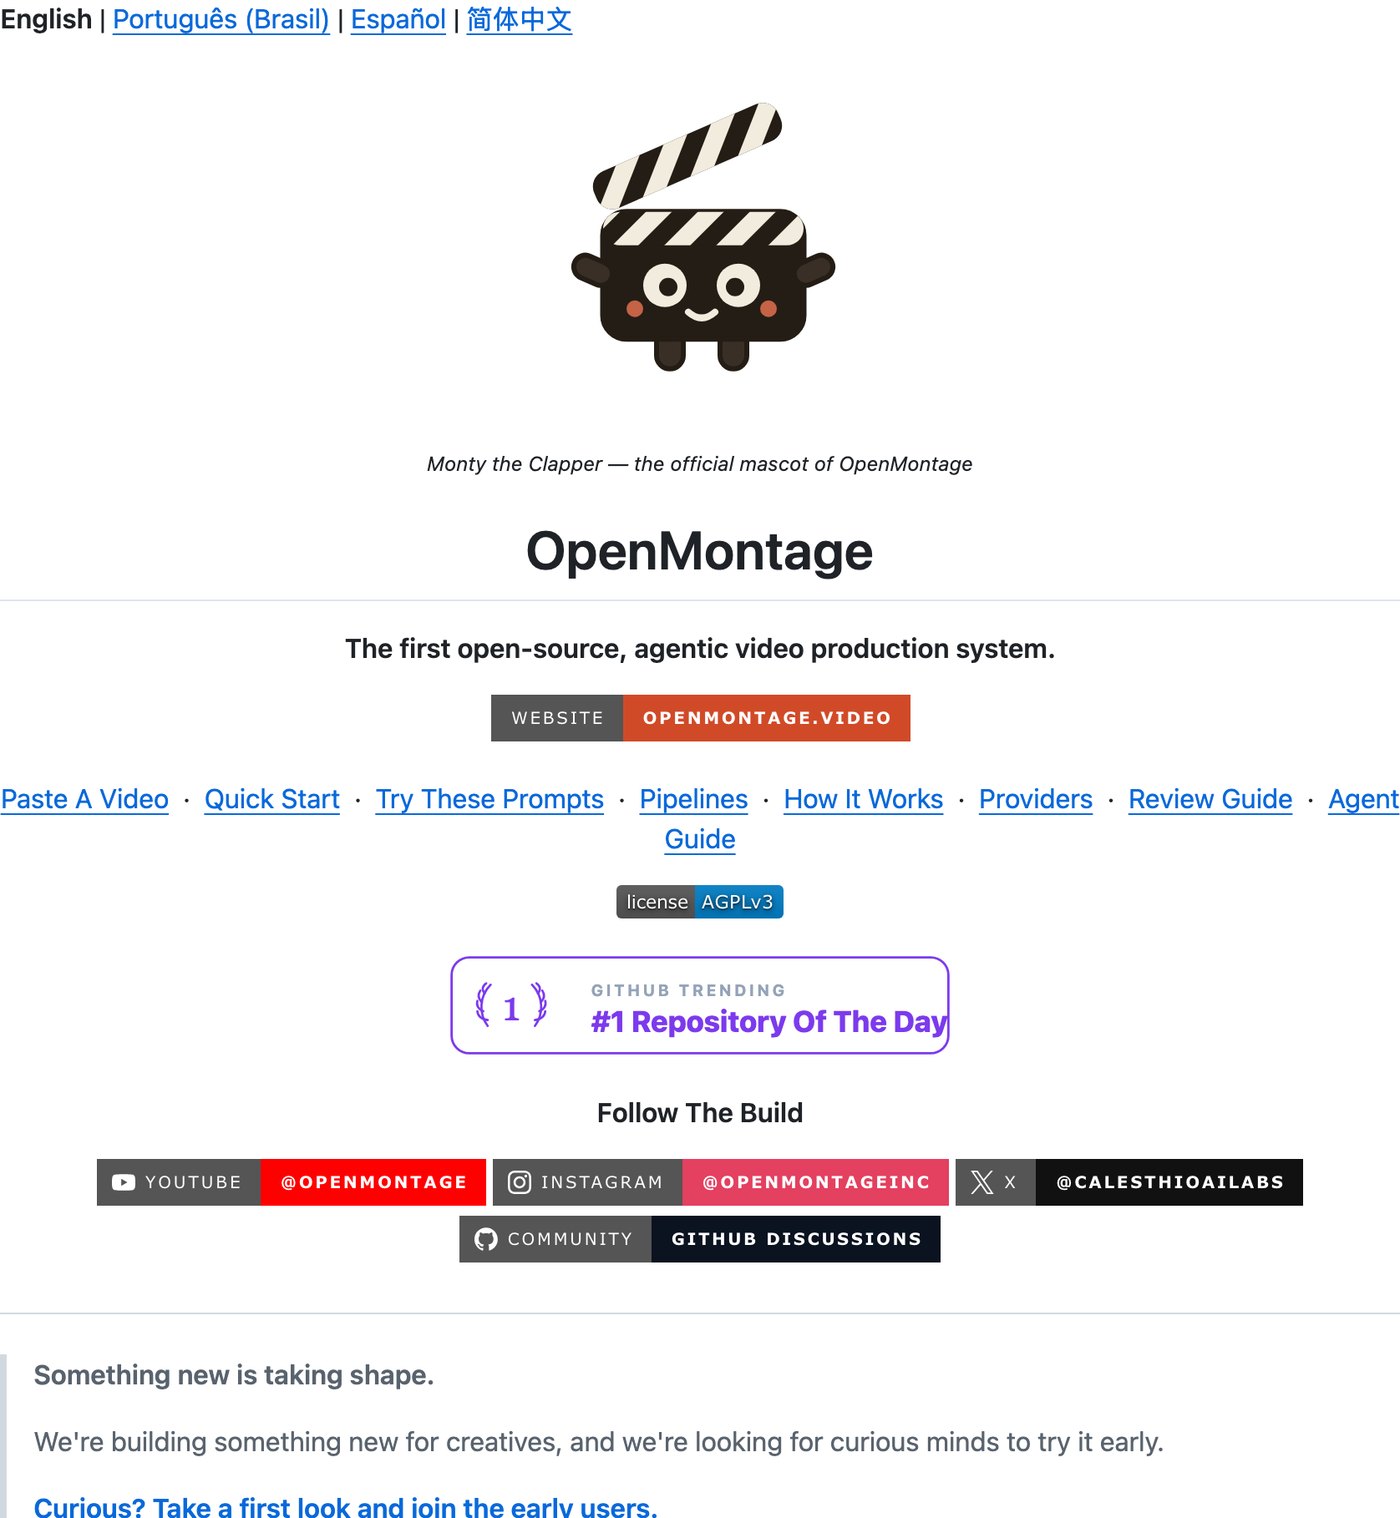 English | Português (Brasil) | Español | 简体中文
Monty the Clapper — the official mascot of OpenMontage
OpenMontage
The first open-source, agentic video production system.
WEBSITE OPENMONTAGE.VIDEO
Paste A Video · Quick Start · Try These Prompts · Pipelines · How It Works · Providers · Review Guide · Agent
Guide
license AGPLv3
1
GITHUB TRENDING
#1 Repository Of The Day
Follow The Build
YOUTUBE @OPENMONTAGE INSTAGRAM @OPENMONTAGEINC X @CALESTHIOAILABS
COMMUNITY GITHUB DISCUSSIONS
Something new is taking shape.
We're building something new for creatives, and we're looking for curious minds to try it early.
Curious? Take a first look and join the early users.